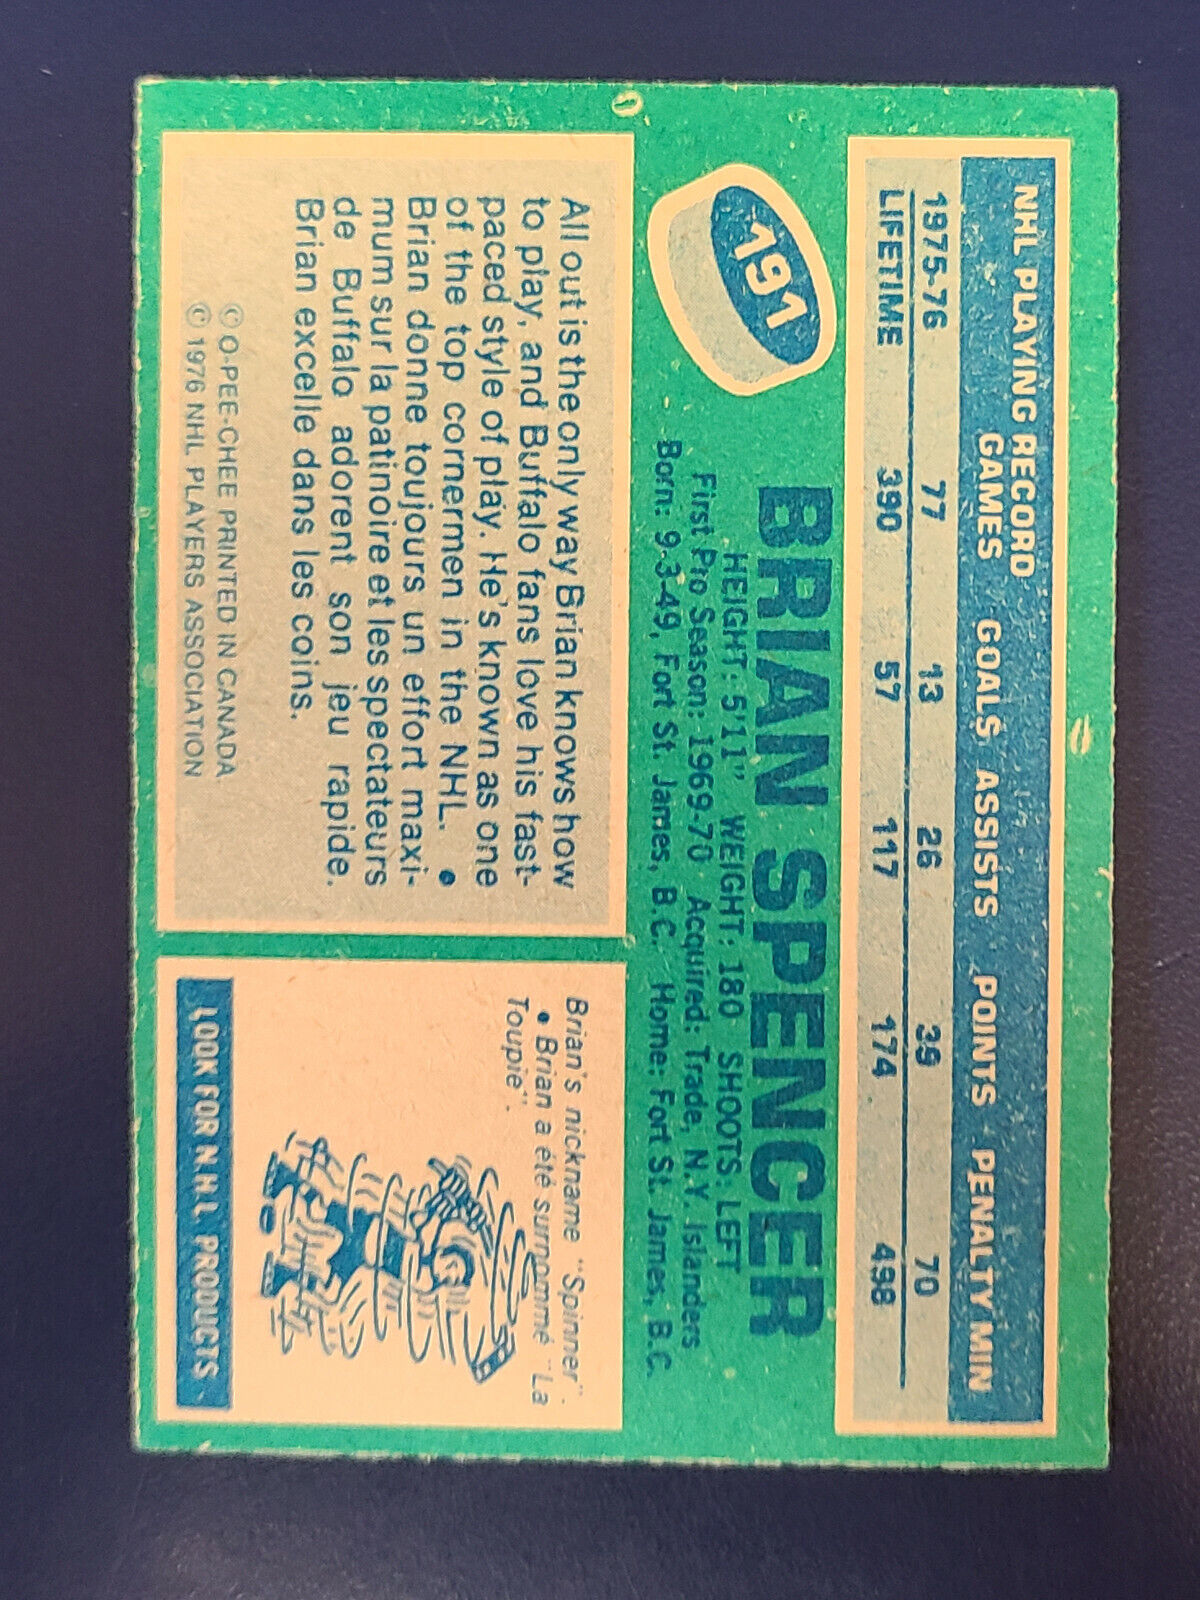 NHL PLAYING RECORD
GAMES GOALS ASSISTS POINTS PENALTY MIN
1975-76 77 13 26 39 70
LIFETIME 390 57 117 174 498
191
BRIAN SPENCER
HEIGHT: 5'11" WEIGHT: 180 SHOOTS: LEFT
First Pro Season: 1969-70 Acquired: Trade, N.Y. Islanders
Born: 9-3-49, Fort St. James, B.C. Home: Fort St. James, B.C.
All out is the only way Brian knows how
to play, and Buffalo fans love his fast-
paced style of play. He's known as one
of the top cornermen in the NHL. •
Brian donne toujours un effort maxi-
mum sur la patinoire et les spectateurs
de Buffalo adorent son jeu rapide.
Brian excelle dans les coins.
© O-PEE-CHEE PRINTED IN CANADA
© 1976 NHL PLAYERS ASSOCIATION
Brian's nickname "Spinner".
• Brian a été surnommé "La
Toupie".
LOOK FOR N.H.L. PRODUCTS